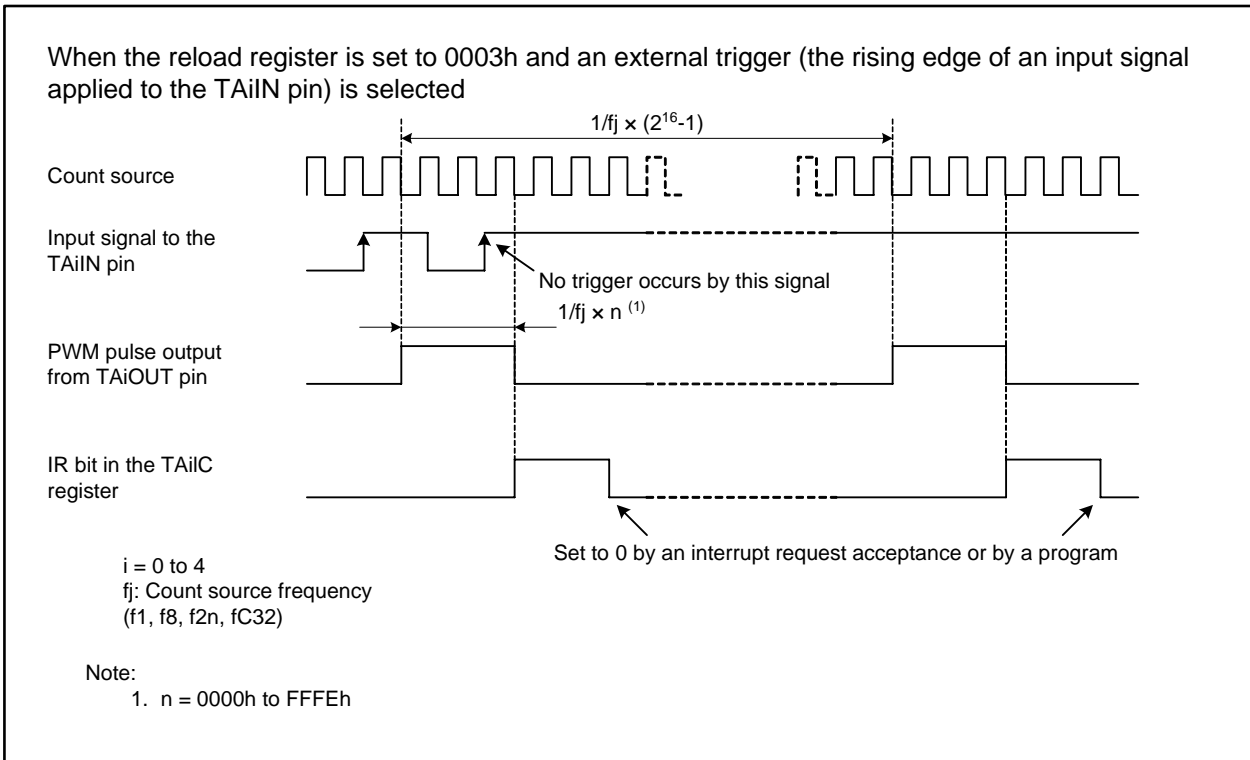 When the reload register is set to 0003h and an external trigger (the rising edge of an input signal
applied to the TAiIN pin) is selected
1/fj × (2¹⁶-1)
Count source
Input signal to the
TAiIN pin
No trigger occurs by this signal
1/fj × n ⁽¹⁾
PWM pulse output
from TAiOUT pin
IR bit in the TAiIC
register
Set to 0 by an interrupt request acceptance or by a program
i = 0 to 4
fj: Count source frequency
(f1, f8, f2n, fC32)
Note:
1. n = 0000h to FFFEh